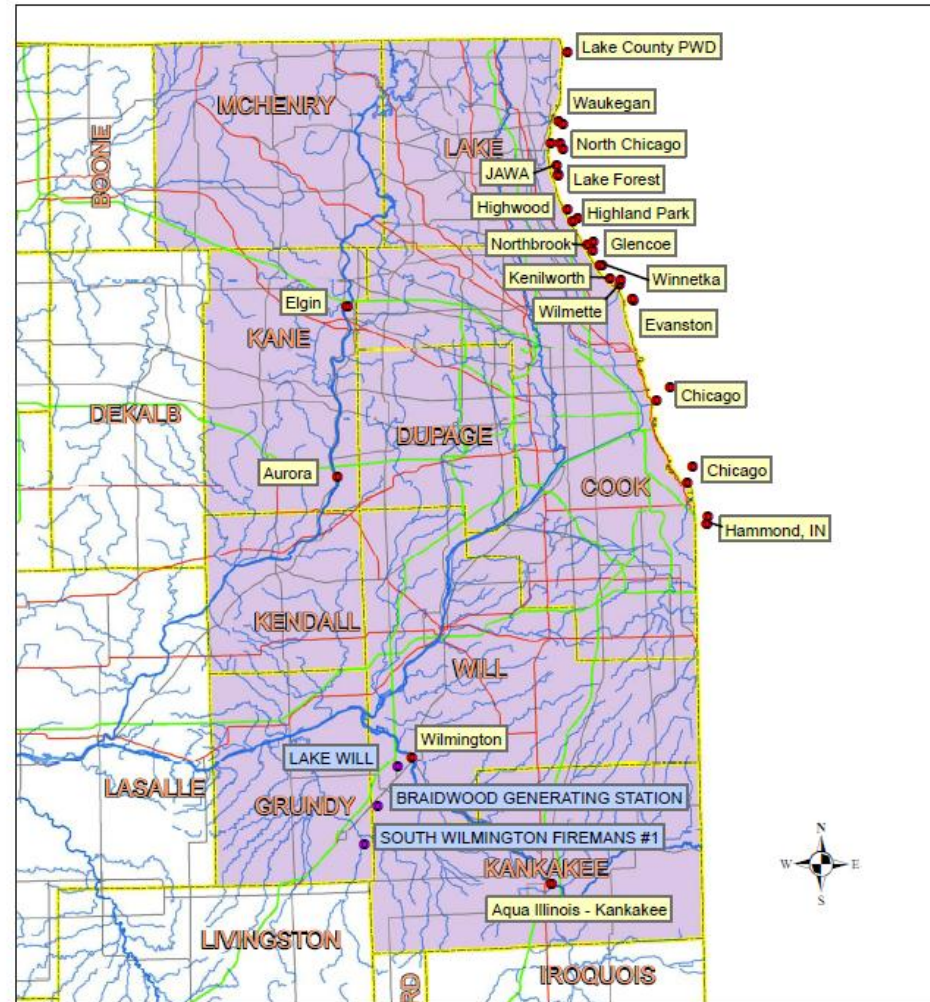 Lake County PWD
MCHENRY
Waukegan
BOONE
LAKE
North Chicago
JAWA
Lake Forest
Highwood
Highland Park
Northbrook
Glencoe
Kenilworth
Winnetka
Elgin
Wilmette
Evanston
KANE
DEKALB
Chicago
DUPAGE
Aurora
Chicago
COOK
Hammond, IN
KENDALL
WILL
Wilmington
LAKE WILL
LASALLE
GRUNDY
BRAIDWOOD GENERATING STATION
SOUTH WILMINGTON FIREMANS #1
N
W
E
S
KANKAKEE
Aqua Illinois - Kankakee
LIVINGSTON
IROQUOIS
RD